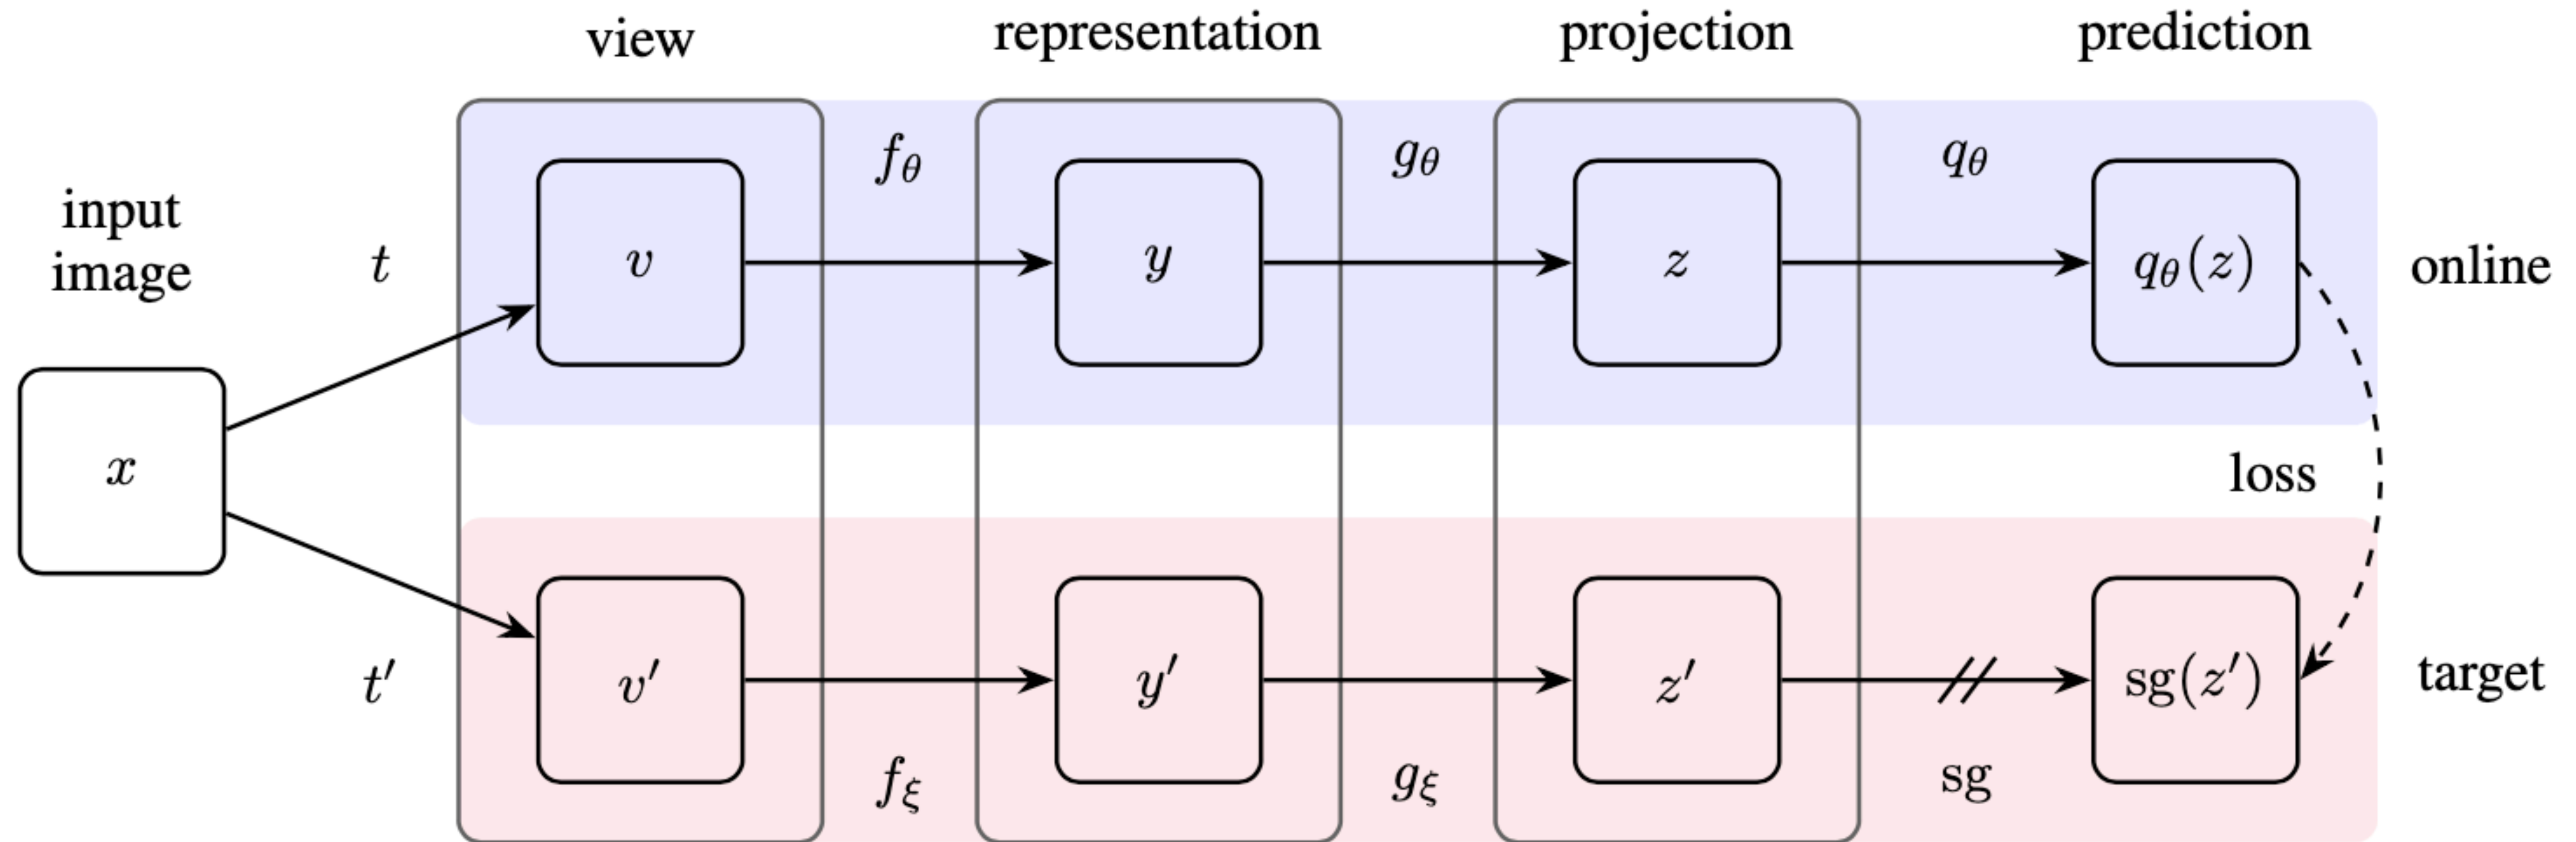 view
representation
projection
prediction
input
image
t
f_θ
g_θ
q_θ
v
y
z
q_θ(z)
online
x
loss
t′
v′
y′
z′
sg(z′)
target
f_ξ
g_ξ
sg